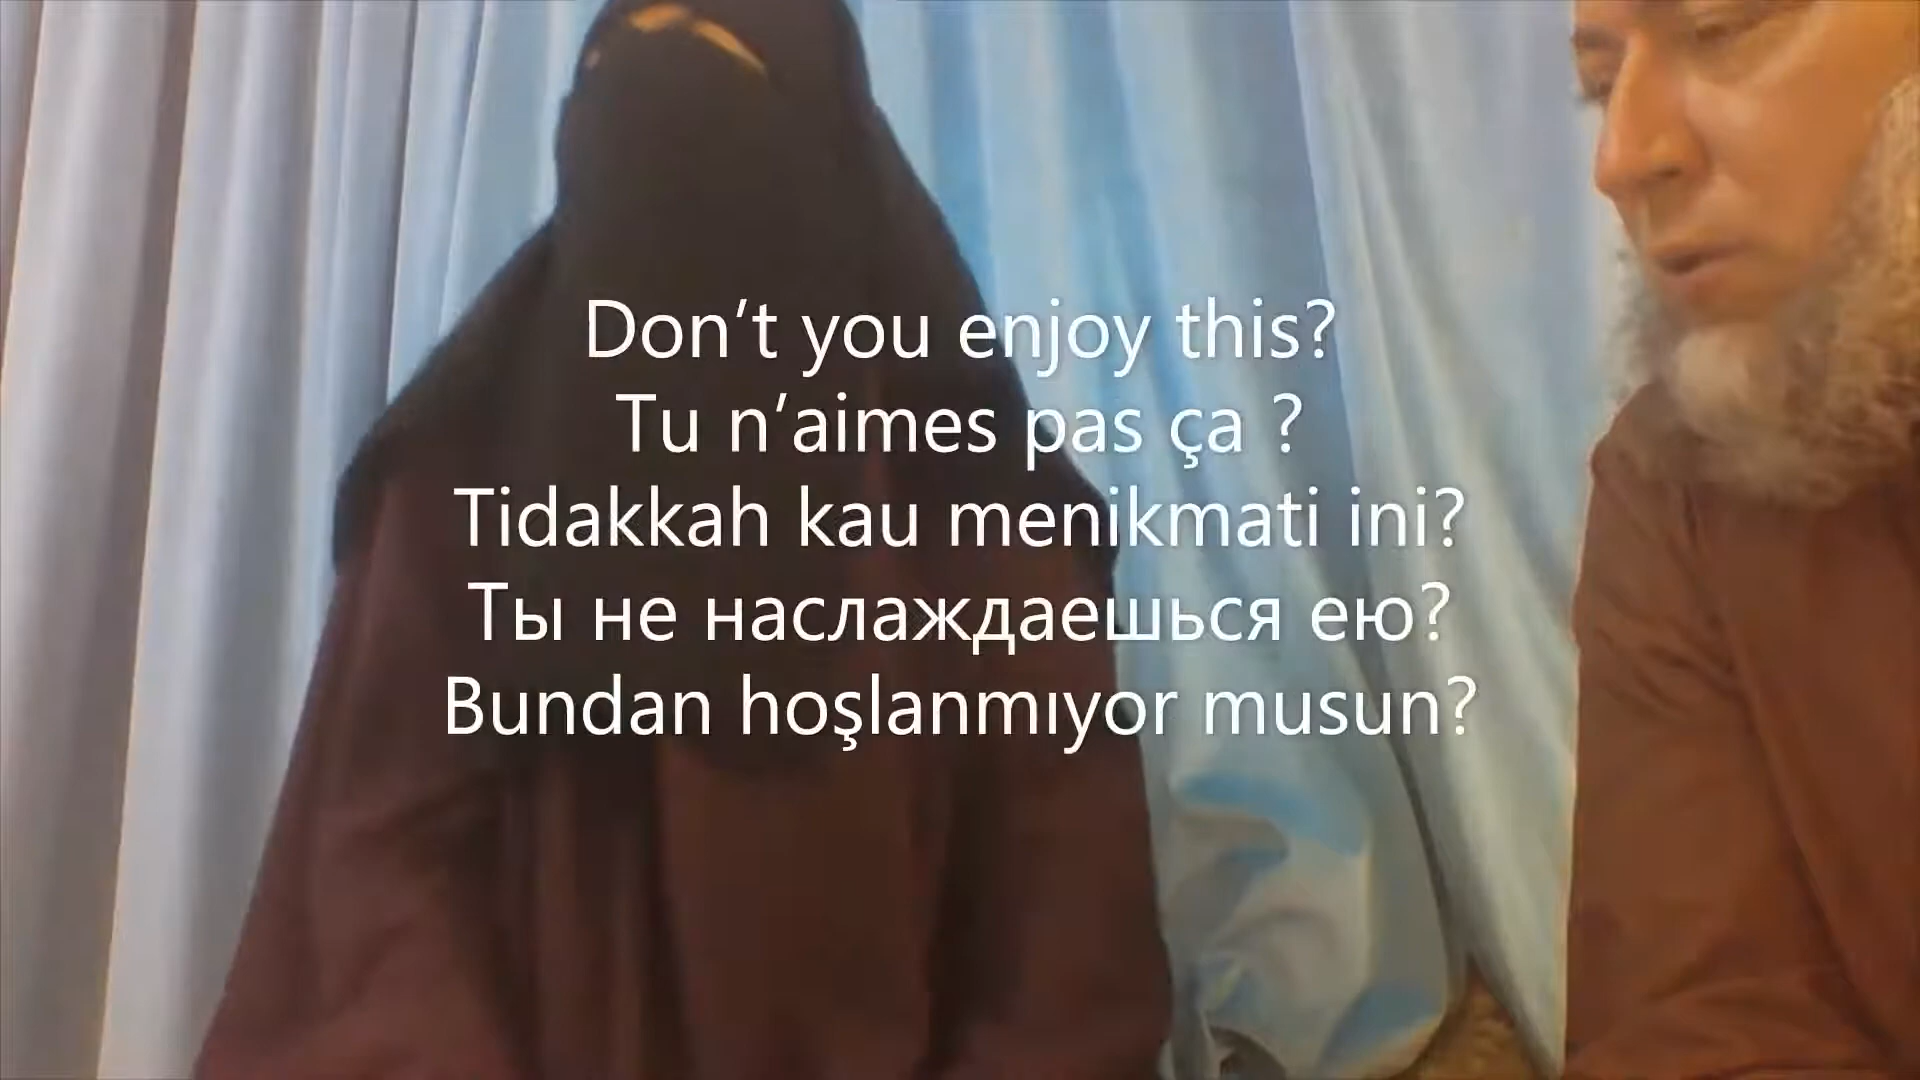 Don’t you enjoy this?
Tu n’aimes pas ça ?
Tidakkah kau menikmati ini?
Ты не наслаждаешься ею?
Bundan hoşlanmıyor musun?